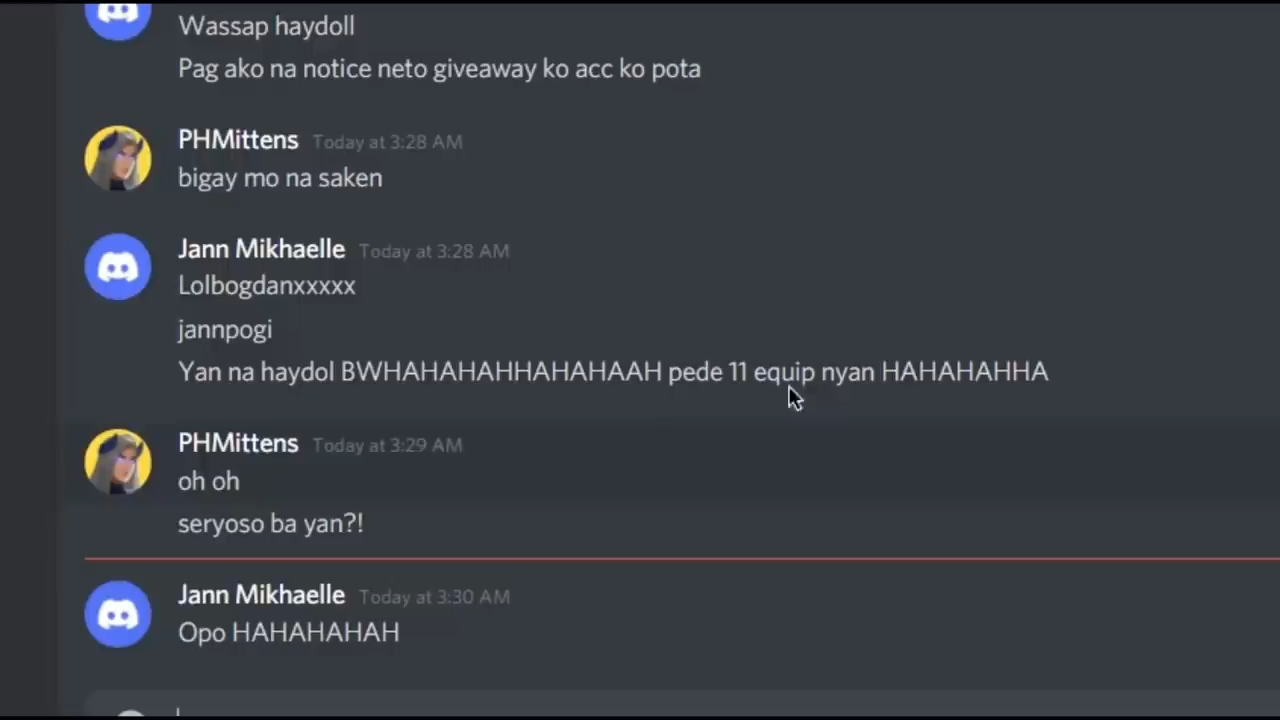 Wassap haydoll
Pag ako na notice neto giveaway ko acc ko pota
PHMittens Today at 3:28 AM
bigay mo na saken
Jann Mikhaelle Today at 3:28 AM
Lolbogdanxxxxx
jannpogi
Yan na haydol BWHAHAHAHHAHAHAAH pede 11 equip nyan HAHAHAHHA
PHMittens Today at 3:29 AM
oh oh
seryoso ba yan?!
Jann Mikhaelle Today at 3:30 AM
Opo HAHAHAHAH